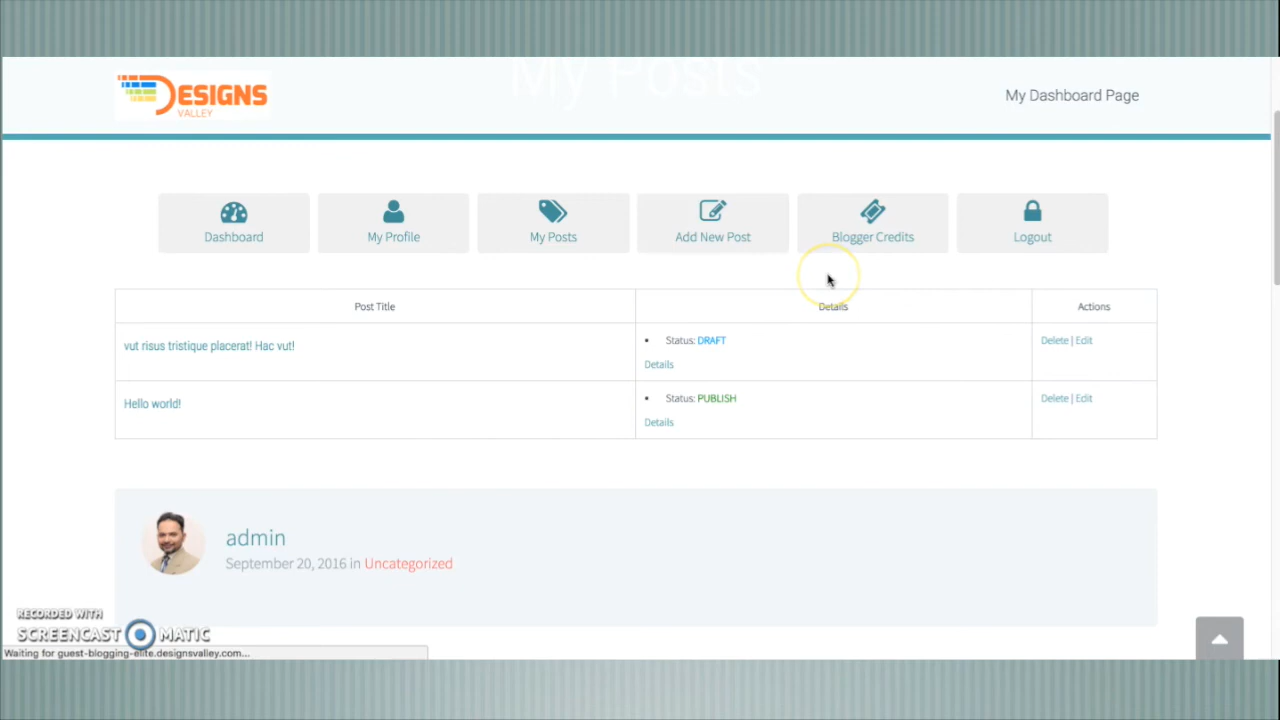 My Posts
DESIGNS
VALLEY
My Dashboard Page
Dashboard
My Profile
My Posts
Add New Post
Blogger Credits
Logout
Post Title
Details
Actions
vut risus tristique placerat! Hac vut!
Status: DRAFT
Details
Delete | Edit
Hello world!
Status: PUBLISH
Details
Delete | Edit
admin
September 20, 2016 in Uncategorized
RECORDED WITH
SCREENCAST MATIC
Waiting for guest-blogging-elite.designsvalley.com...